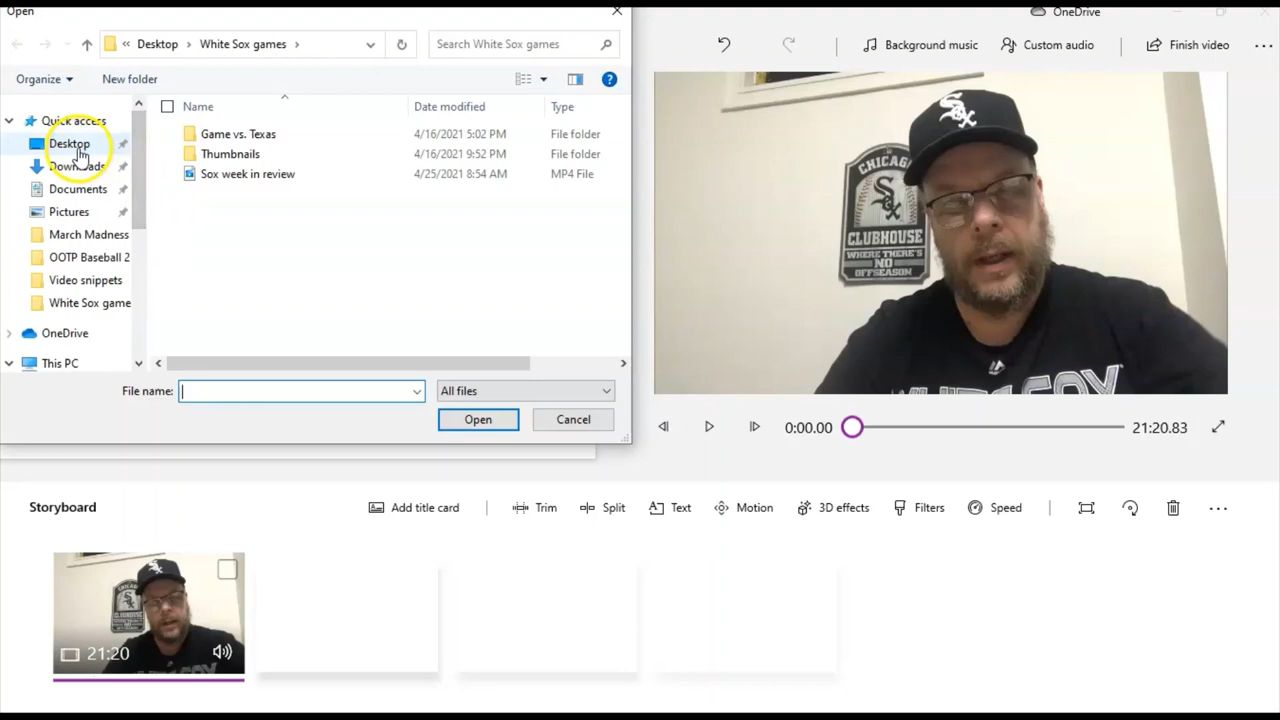 Open
OneDrive
Desktop
White Sox games
Search White Sox games
Background music
Custom audio
Finish video
Organize
New folder
Name
Date modified
Type
Quick access
Desktop
Downloads
Documents
Pictures
March Madness
OOTP Baseball 2
Video snippets
White Sox game
OneDrive
This PC
Game vs. Texas 4/16/2021 5:02 PM File folder
Thumbnails 4/16/2021 9:52 PM File folder
Sox week in review 4/25/2021 8:54 AM MP4 File
File name:
All files
Open
Cancel
Sox
CHICAGO
Sox
CLUBHOUSE
WHERE THERE'S
NO
OFFSEASON
WHITE SOX
0:00.00
21:20.83
Storyboard
Add title card
Trim
Split
Text
Motion
3D effects
Filters
Speed
21:20